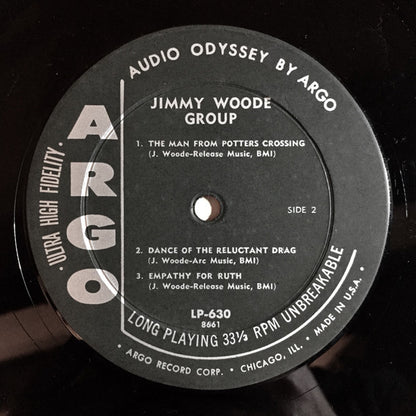 AUDIO ODYSSEY BY ARGO
ARGO
· ULTRA HIGH FIDELITY ·
JIMMY WOODE
GROUP
1. THE MAN FROM POTTERS CROSSING
(J. Woode-Release Music, BMI)
SIDE 2
2. DANCE OF THE RELUCTANT DRAG
(J. Woode-Arc Music, BMI)
3. EMPATHY FOR RUTH
(J. Woode-Release Music, BMI)
LP-630
8661
LONG PLAYING 33⅓ RPM UNBREAKABLE
· ARGO RECORD CORP. · CHICAGO, ILL. · MADE IN U.S.A. ·